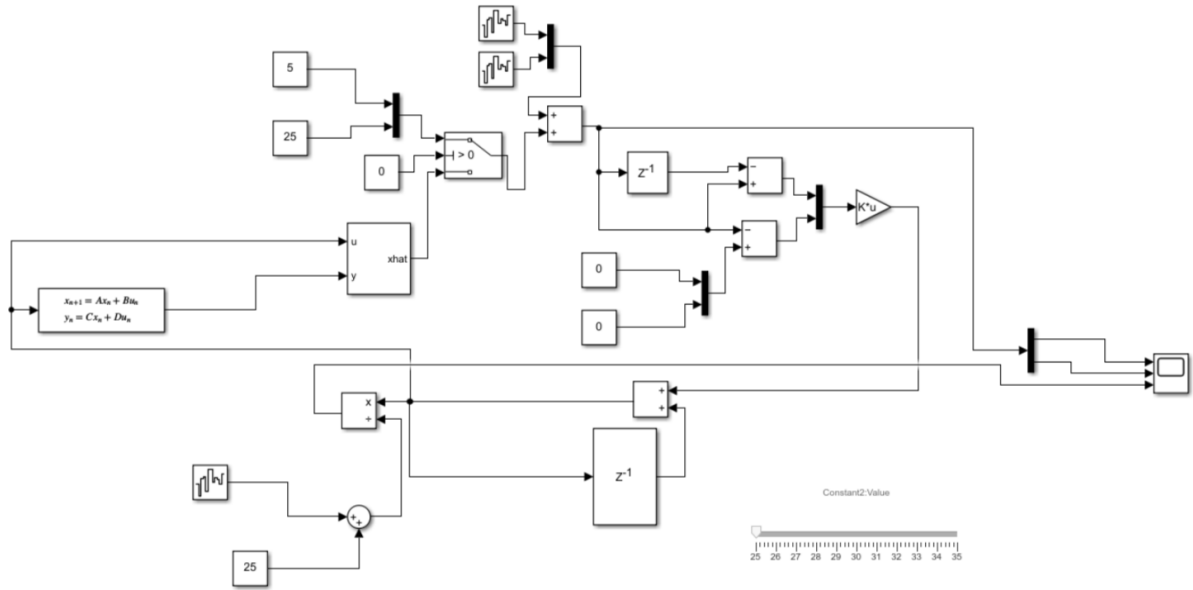 5
25
0
> 0
+
+
Z-1
−
+
−
+
K*u
u
y
xhat
xn+1 = Axn + Bun
yn = Cxn + Dun
0
0
x
÷
+
+
Z-1
+
+
25
Constant2:Value
25 26 27 28 29 30 31 32 33 34 35